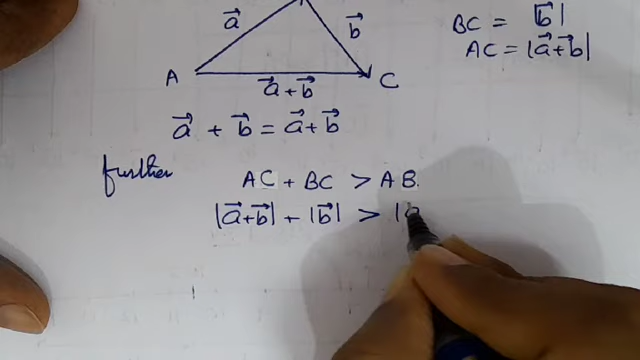 a⃗
b⃗
BC = |b⃗|
AC = |a⃗+b⃗|
A
C
a⃗+b⃗
a⃗ + b⃗ = a⃗+b⃗
further
AC + BC > AB
|a⃗+b⃗| + |b⃗| > |a